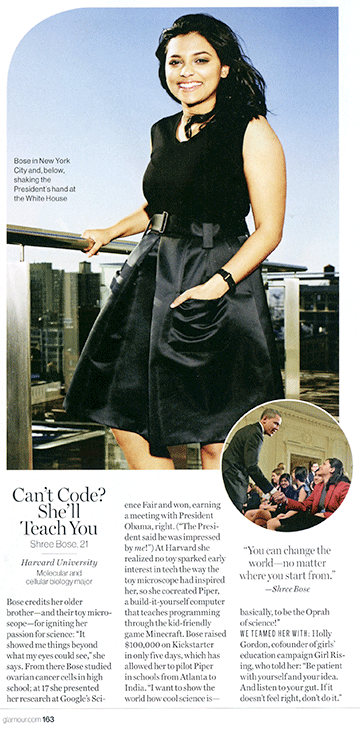 Bose in New York
City and, below,
shaking the
President's hand at
the White House
Can't Code?
She'll
Teach You
Shree Bose, 21
Harvard University
Molecular and
cellular biology major
Bose credits her older
brother—and their toy micro-
scope—for igniting her
passion for science: "It
showed me things beyond
what my eyes could see," she
says. From there Bose studied
ovarian cancer cells in high
school; at 17 she presented
her research at Google's Sci-
ence Fair and won, earning
a meeting with President
Obama, right. ("The Presi-
dent said he was impressed
by me!") At Harvard she
realized no toy sparked early
interest in tech the way the
toy microscope had inspired
her, so she cocreated Piper,
a build-it-yourself computer
that teaches programming
through the kid-friendly
game Minecraft. Bose raised
$100,000 on Kickstarter
in only five days, which has
allowed her to pilot Piper
in schools from Atlanta to
India. "I want to show the
world how cool science is—
"You can change the
world—no matter
where you start from."
—Shree Bose
basically, to be the Oprah
of science!"
WE TEAMED HER WITH: Holly
Gordon, cofounder of girls'
education campaign Girl Ris-
ing, who told her: "Be patient
with yourself and your idea.
And listen to your gut. If it
doesn't feel right, don't do it."
glamour.com 163